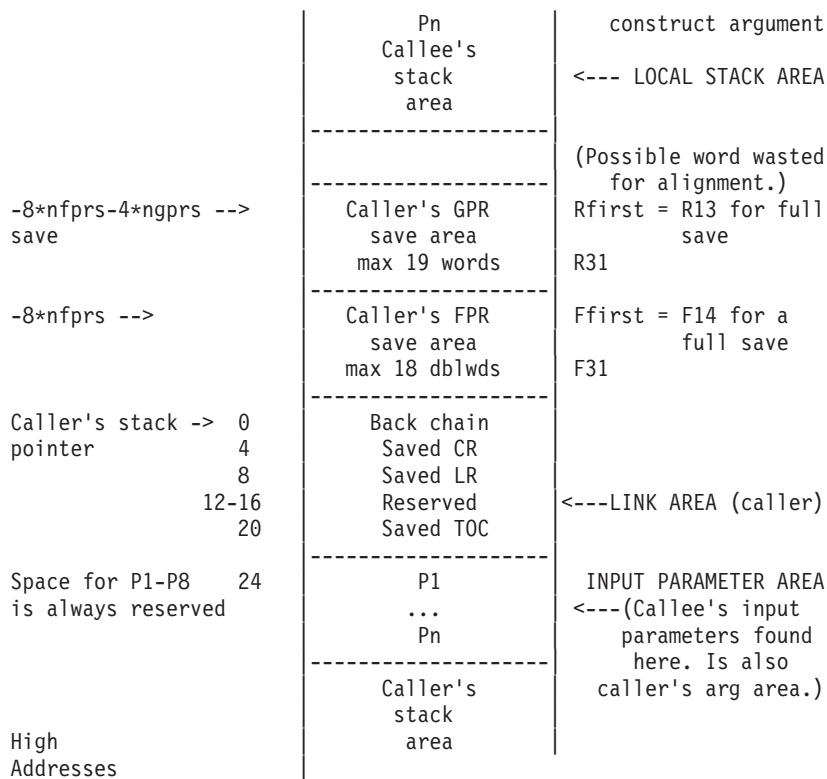 Pn construct argument
Callee's
stack <--- LOCAL STACK AREA
area
|--------------------|
(Possible word wasted
|--------------------| for alignment.)
-8*nfprs-4*ngprs --> Caller's GPR Rfirst = R13 for full
save save area save
max 19 words R31
|--------------------|
-8*nfprs --> Caller's FPR Ffirst = F14 for a
save area full save
max 18 dblwds F31
|--------------------|
Caller's stack -> 0 Back chain
pointer 4 Saved CR
8 Saved LR
12-16 Reserved <---LINK AREA (caller)
20 Saved TOC
|--------------------|
Space for P1-P8 24 P1 INPUT PARAMETER AREA
is always reserved ... <---(Callee's input
Pn parameters found
|--------------------| here. Is also
Caller's caller's arg area.)
stack
High area
Addresses